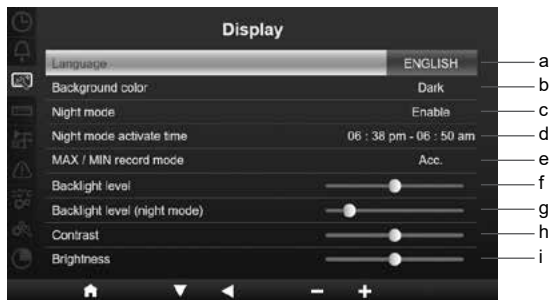 Display
Language ENGLISH a
Background color Dark b
Night mode Enable c
Night mode activate time 06 : 38 pm - 06 : 50 am d
MAX / MIN record mode Acc. e
Backlight level f
Backlight level (night mode) g
Contrast h
Brightness i